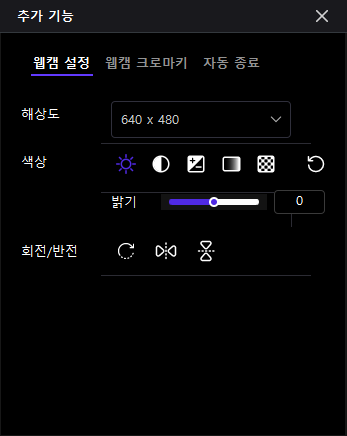 추가 기능
웹캠 설정 웹캠 크로마키 자동 종료
해상도 640 x 480
색상
밝기 0
회전/반전